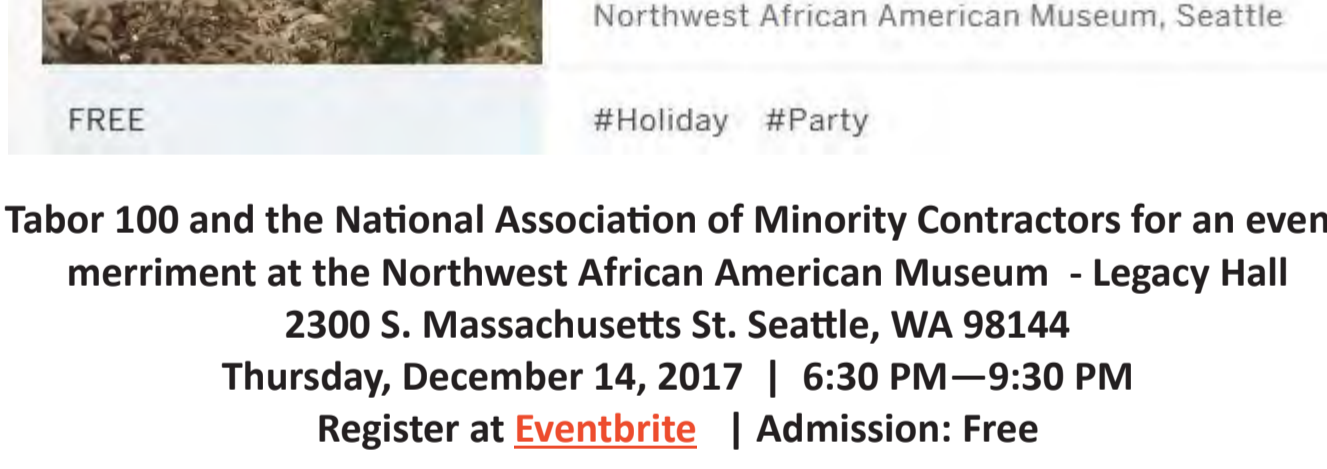 Northwest African American Museum, Seattle
FREE
#Holiday #Party
Tabor 100 and the National Association of Minority Contractors for an even
merriment at the Northwest African American Museum - Legacy Hall
2300 S. Massachusetts St. Seattle, WA 98144
Thursday, December 14, 2017 | 6:30 PM—9:30 PM
Register at Eventbrite | Admission: Free